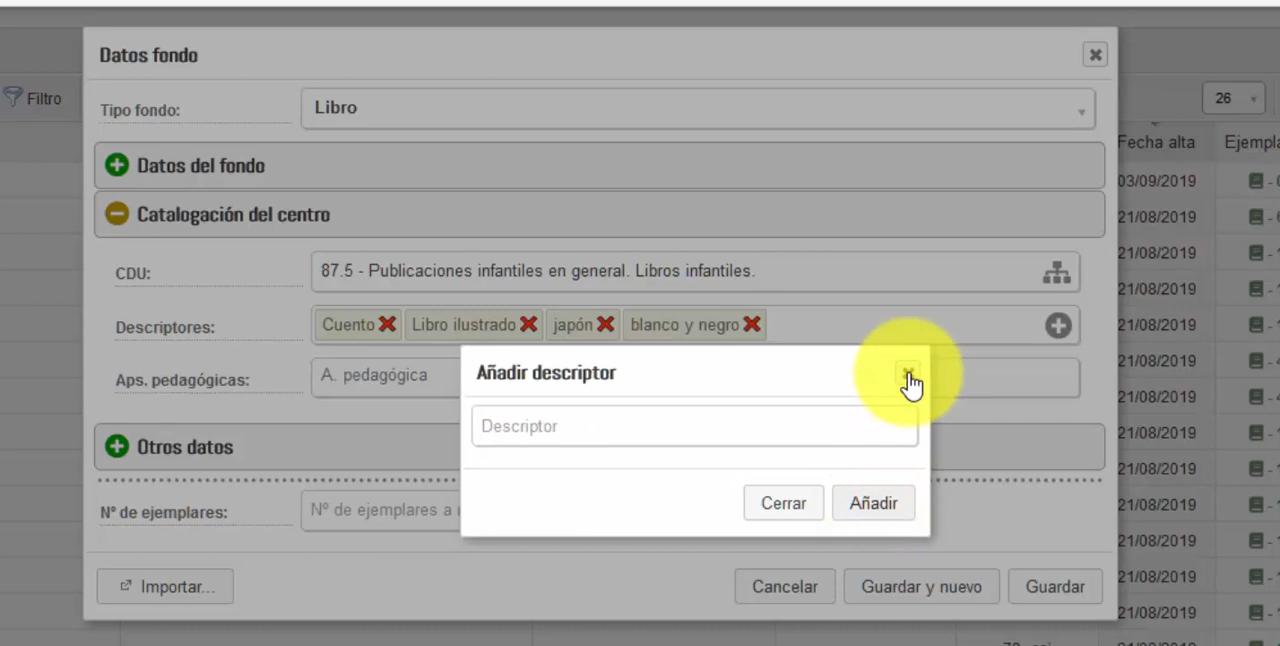 Datos fondo
Filtro
Tipo fondo:
Libro
26
Fecha alta
Datos del fondo
03/09/2019
Catalogación del centro
21/08/2019
21/08/2019
CDU:
87.5 - Publicaciones infantiles en general. Libros infantiles.
21/08/2019
Descriptores:
Cuento Libro ilustrado japón blanco y negro
21/08/2019
21/08/2019
Aps. pedagógicas:
A. pedagógica
Añadir descriptor
21/08/2019
Descriptor
21/08/2019
Otros datos
21/08/2019
Nº de ejemplares:
Nº de ejemplares a
Cerrar
Añadir
21/08/2019
21/08/2019
Importar...
Cancelar
Guardar y nuevo
Guardar
21/08/2019
21/08/2019